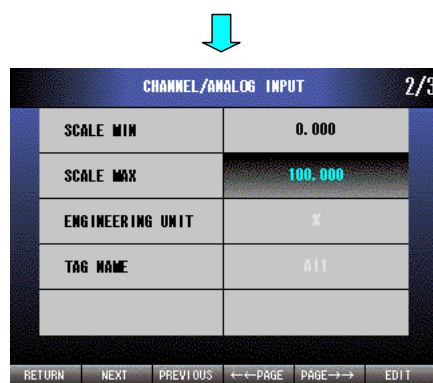 CHANNEL/ANALOG INPUT 2/3
SCALE MIN 0.000
SCALE MAX 100.000
ENGINEERING UNIT %
TAG NAME AI1
RETURN NEXT PREVIOUS ←←PAGE PAGE→→ EDIT